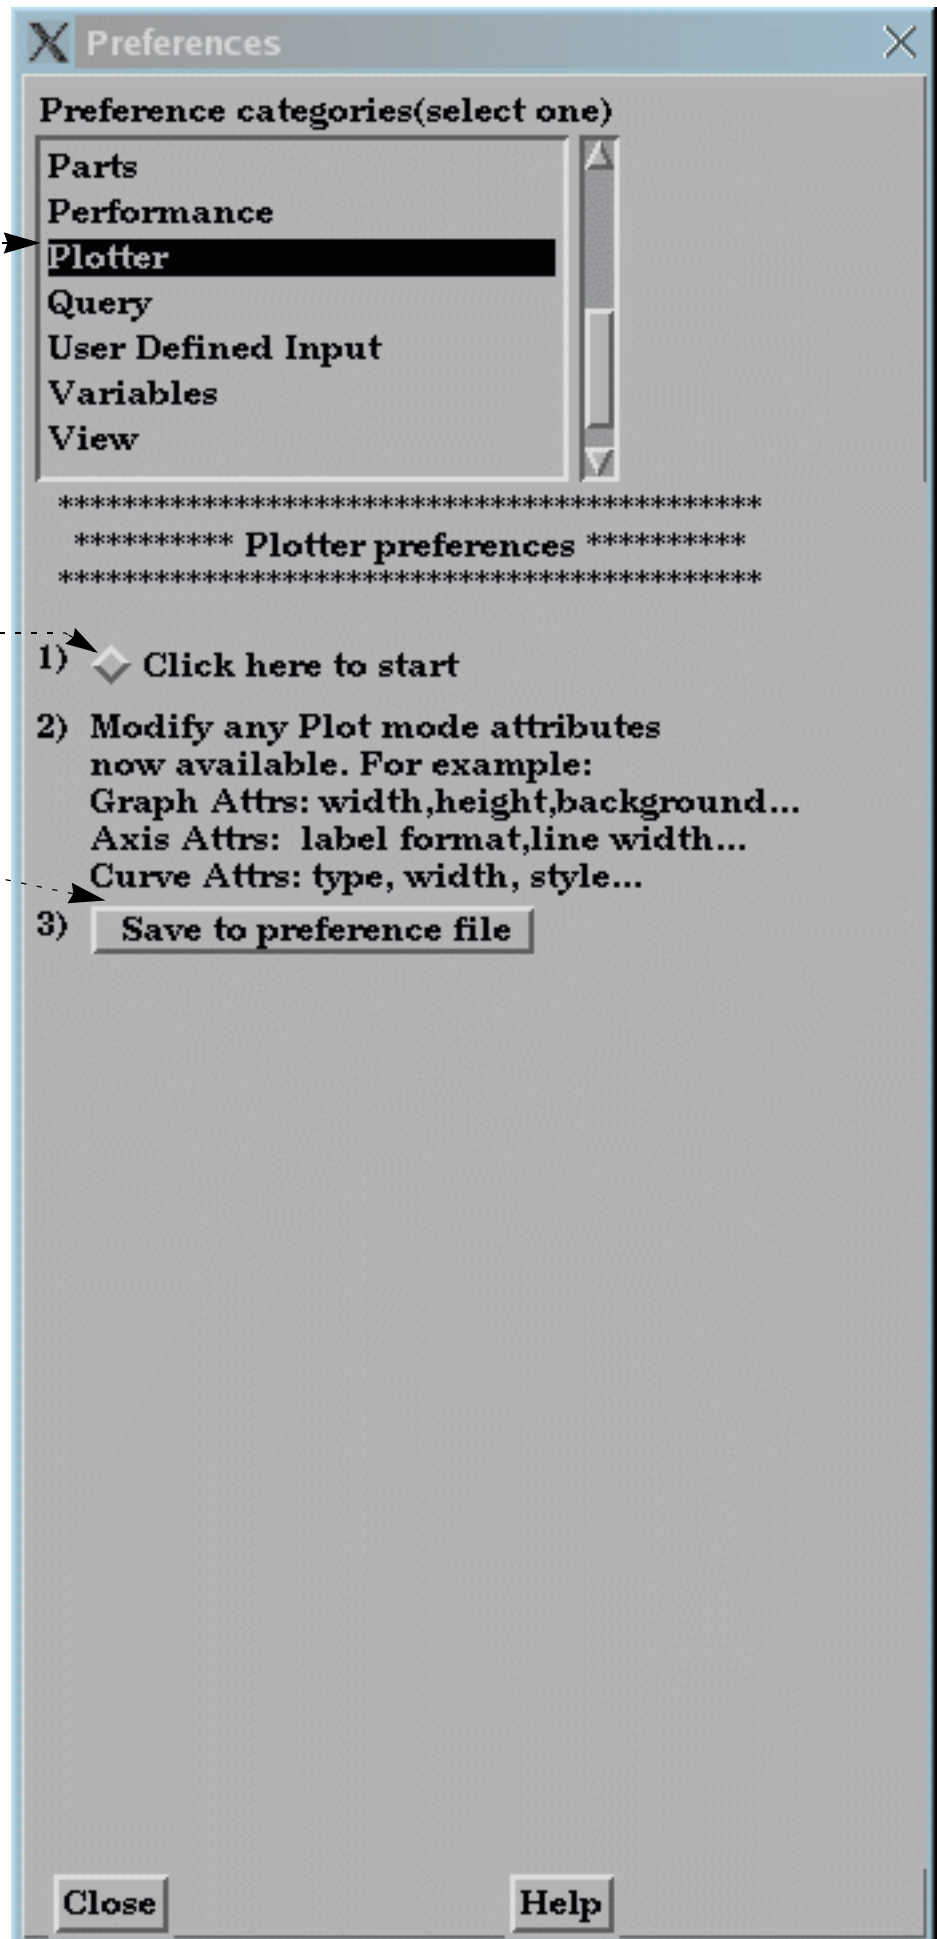 Preferences
Preference categories(select one)
Parts
Performance
Plotter
Query
User Defined Input
Variables
View
********************************************
********** Plotter preferences **********
********************************************
1) Click here to start
2) Modify any Plot mode attributes
now available. For example:
Graph Attrs: width,height,background...
Axis Attrs:  label format,line width...
Curve Attrs: type, width, style...
3) Save to preference file
Close Help